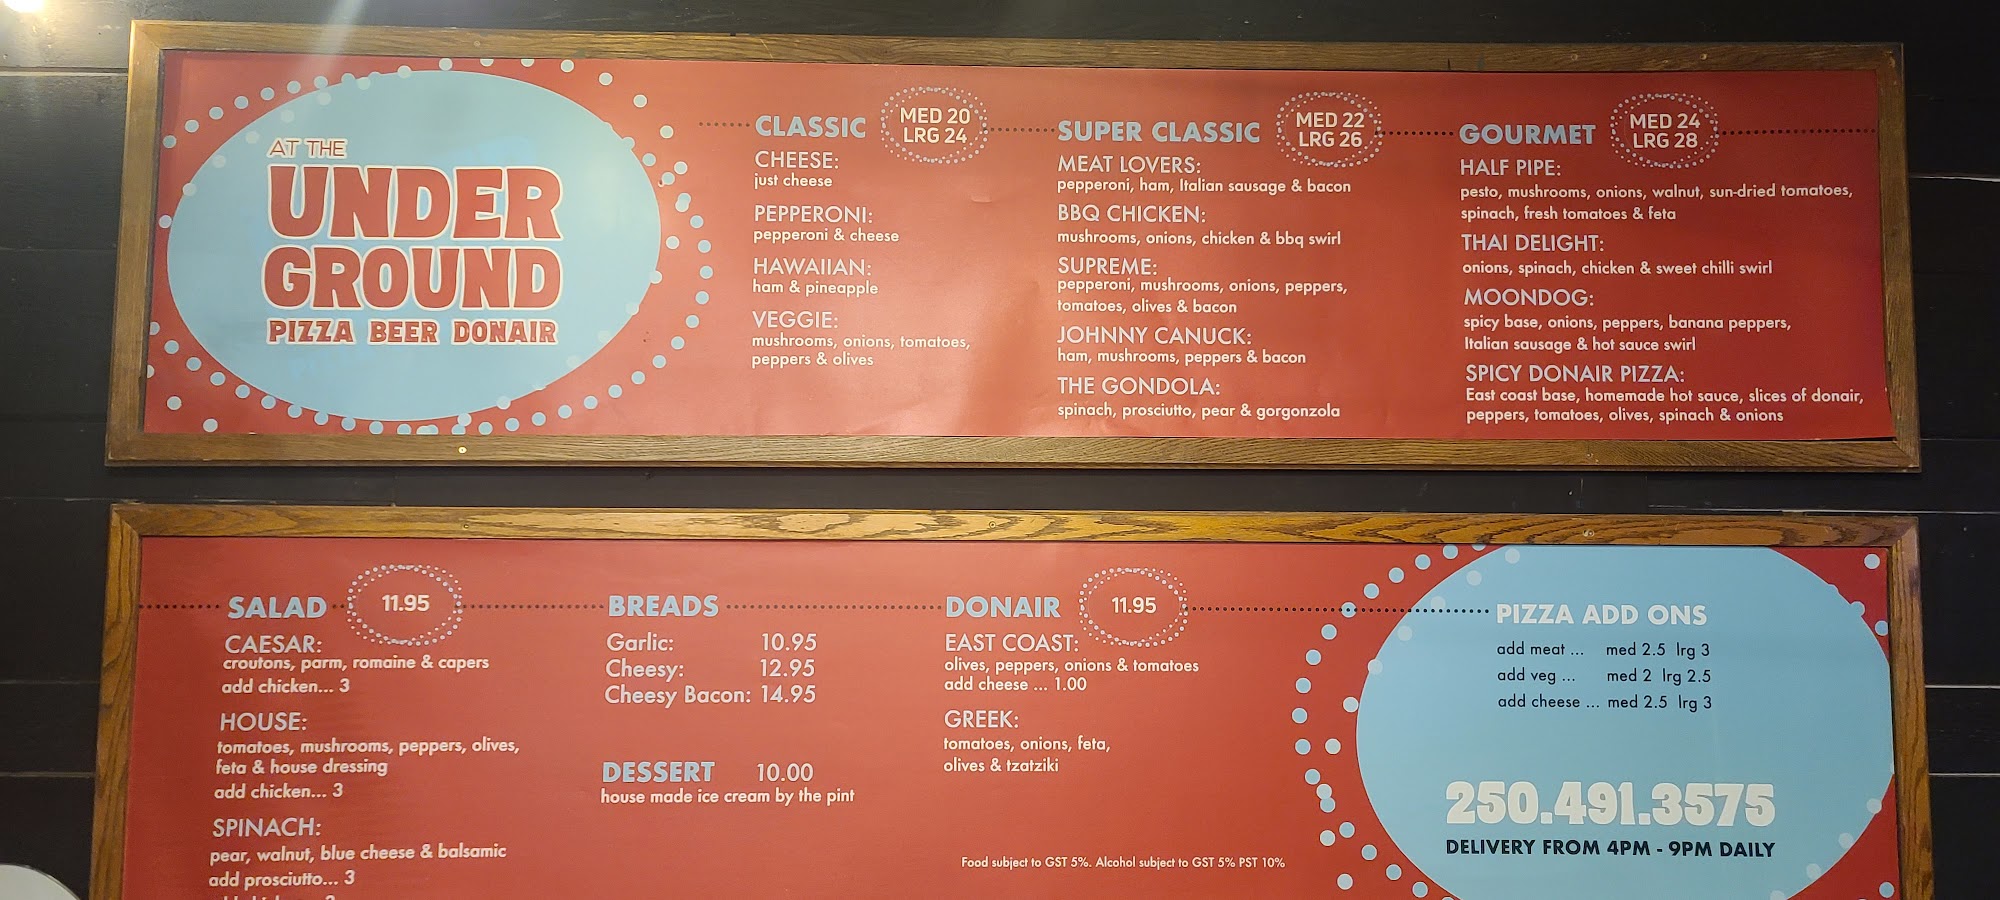 AT THE
UNDER
GROUND
PIZZA BEER DONAIR
CLASSIC
MED 20
LRG 24
CHEESE:
just cheese
PEPPERONI:
pepperoni & cheese
HAWAIIAN:
ham & pineapple
VEGGIE:
mushrooms, onions, tomatoes,
peppers & olives
SUPER CLASSIC
MED 22
LRG 26
MEAT LOVERS:
pepperoni, ham, Italian sausage & bacon
BBQ CHICKEN:
mushrooms, onions, chicken & bbq swirl
SUPREME:
pepperoni, mushrooms, onions, peppers,
tomatoes, olives & bacon
JOHNNY CANUCK:
ham, mushrooms, peppers & bacon
THE GONDOLA:
spinach, prosciutto, pear & gorgonzola
GOURMET
MED 24
LRG 28
HALF PIPE:
pesto, mushrooms, onions, walnut, sun-dried tomatoes,
spinach, fresh tomatoes & feta
THAI DELIGHT:
onions, spinach, chicken & sweet chilli swirl
MOONDOG:
spicy base, onions, peppers, banana peppers,
Italian sausage & hot sauce swirl
SPICY DONAIR PIZZA:
East coast base, homemade hot sauce, slices of donair,
peppers, tomatoes, olives, spinach & onions
SALAD
11.95
CAESAR:
croutons, parm, romaine & capers
add chicken... 3
HOUSE:
tomatoes, mushrooms, peppers, olives,
feta & house dressing
add chicken... 3
SPINACH:
pear, walnut, blue cheese & balsamic
add prosciutto... 3
BREADS
Garlic: 10.95
Cheesy: 12.95
Cheesy Bacon: 14.95
DESSERT 10.00
house made ice cream by the pint
DONAIR
11.95
EAST COAST:
olives, peppers, onions & tomatoes
add cheese ... 1.00
GREEK:
tomatoes, onions, feta,
olives & tzatziki
Food subject to GST 5%. Alcohol subject to GST 5% PST 10%
PIZZA ADD ONS
add meat ... med 2.5 lrg 3
add veg ... med 2 lrg 2.5
add cheese ... med 2.5 lrg 3
250.491.3575
DELIVERY FROM 4PM - 9PM DAILY